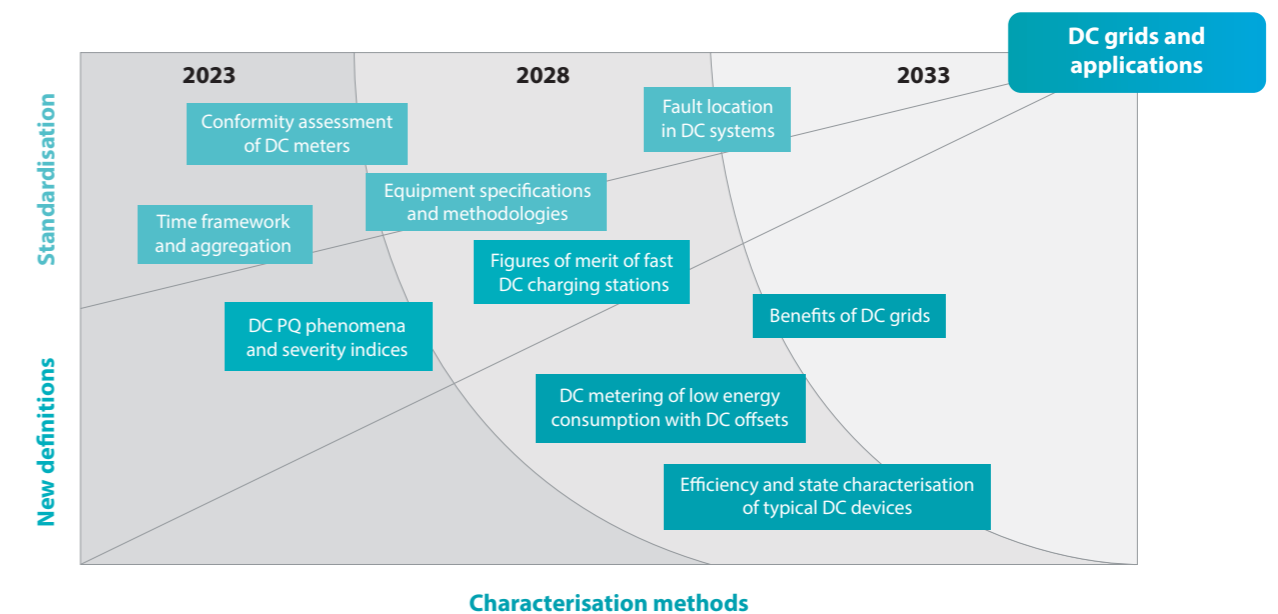 DC grids and
applications
2023
2028
2033
Standardisation
Conformity assessment
of DC meters
Fault location
in DC systems
Equipment specifications
and methodologies
Time framework
and aggregation
Figures of merit of fast
DC charging stations
New definitions
DC PQ phenomena
and severity indices
Benefits of DC grids
DC metering of low energy
consumption with DC offsets
Efficiency and state characterisation
of typical DC devices
Characterisation methods